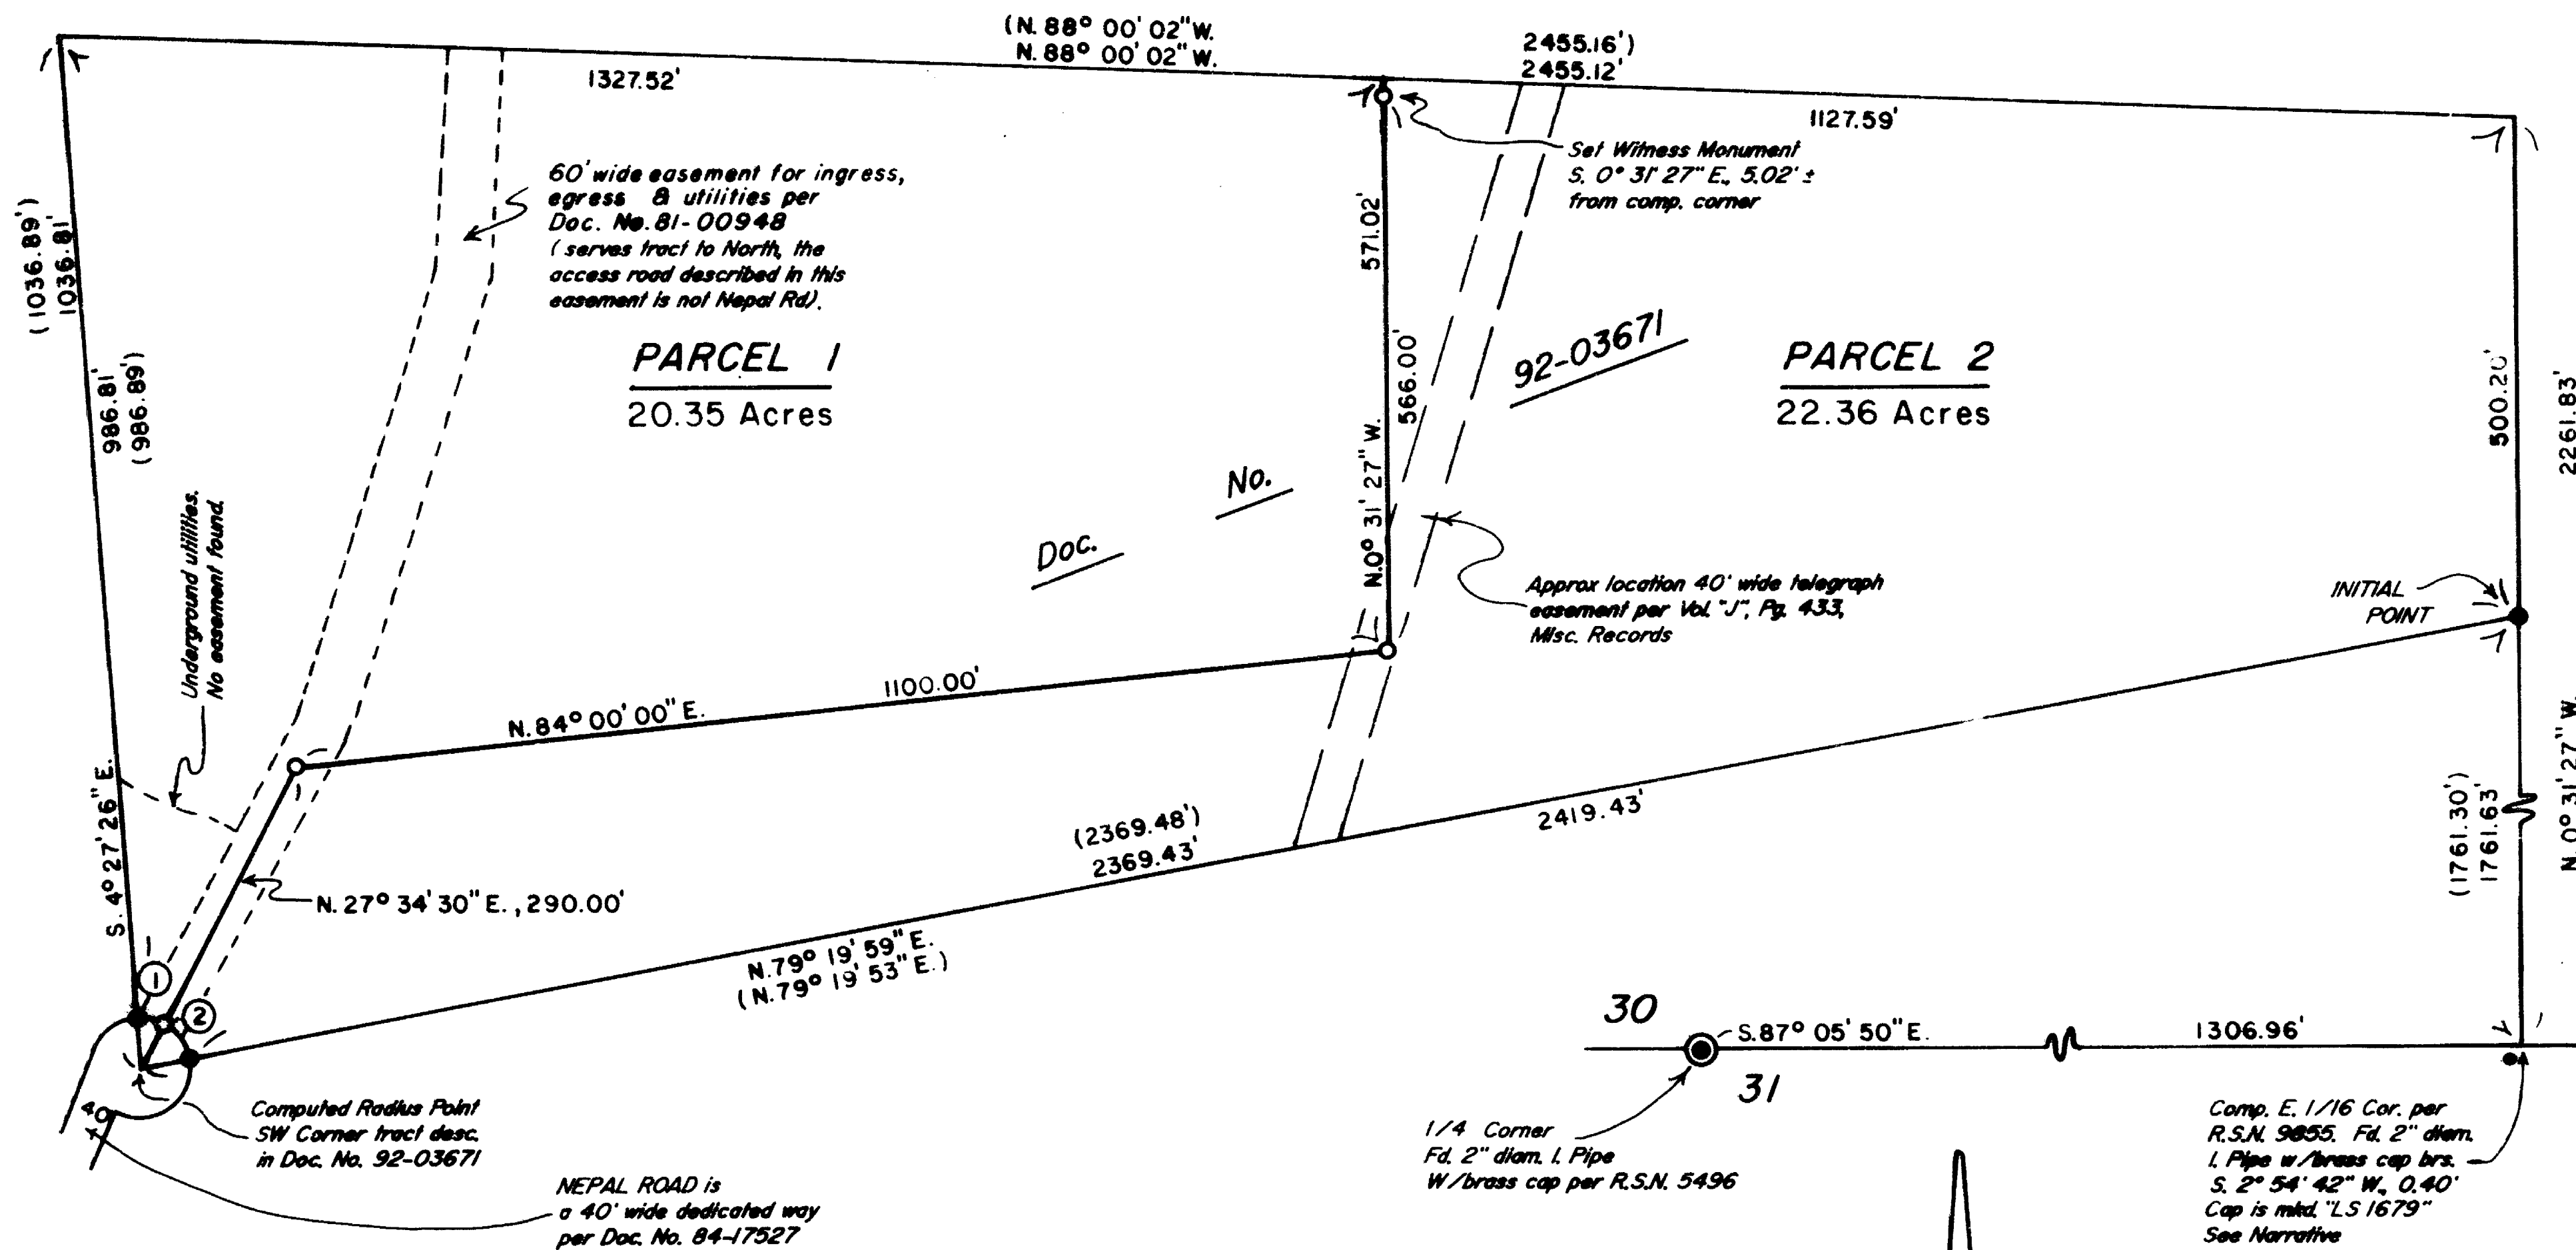 (N. 88° 00' 02" W.
2455.16')
N. 88° 00' 02" W.
2455.12'
1327.52'
1127.59'
Set Witness Monument
S. 0° 31' 27" E., 5.02' ±
from comp. corner
60' wide easement for ingress,
egress & utilities per
Doc. No. 81-00948
(serves tract to North, the
access road described in this
easement is not Nepal Rd).
(1036.89')
1036.81'
986.81'
(986.89')
S. 4° 27' 26" E.
Underground utilities.
No easement found.
PARCEL 1
20.35 Acres
571.02'
566.00'
N. 0° 31' 27" W.
92-03671
No.
Doc.
PARCEL 2
22.36 Acres
500.20'
2261.83'
INITIAL
POINT
Approx location 40' wide telegraph
easement per Vol. "J", Pg. 433,
Misc. Records
1100.00'
N. 84° 00' 00" E.
N. 27° 34' 30" E., 290.00'
(2369.48')
2369.43'
2419.43'
N. 79° 19' 59" E.
(N. 79° 19' 53" E.)
(1761.30')
1761.63'
N. 0° 31' 27" W.
1
2
40
Computed Radius Point
SW Corner tract desc.
in Doc. No. 92-03671
NEPAL ROAD is
a 40' wide dedicated way
per Doc. No. 84-17527
30
S. 87° 05' 50" E.
1306.96'
31
1/4 Corner
Fd. 2" diam. I. Pipe
W/brass cap per R.S.N. 5496
Comp. E. 1/16 Cor. per
R.S.N. 9855. Fd. 2" diam.
I. Pipe w/brass cap brs.
S. 2° 54' 42" W., 0.40'
Cap is mkd. "LS 1679"
See Narrative